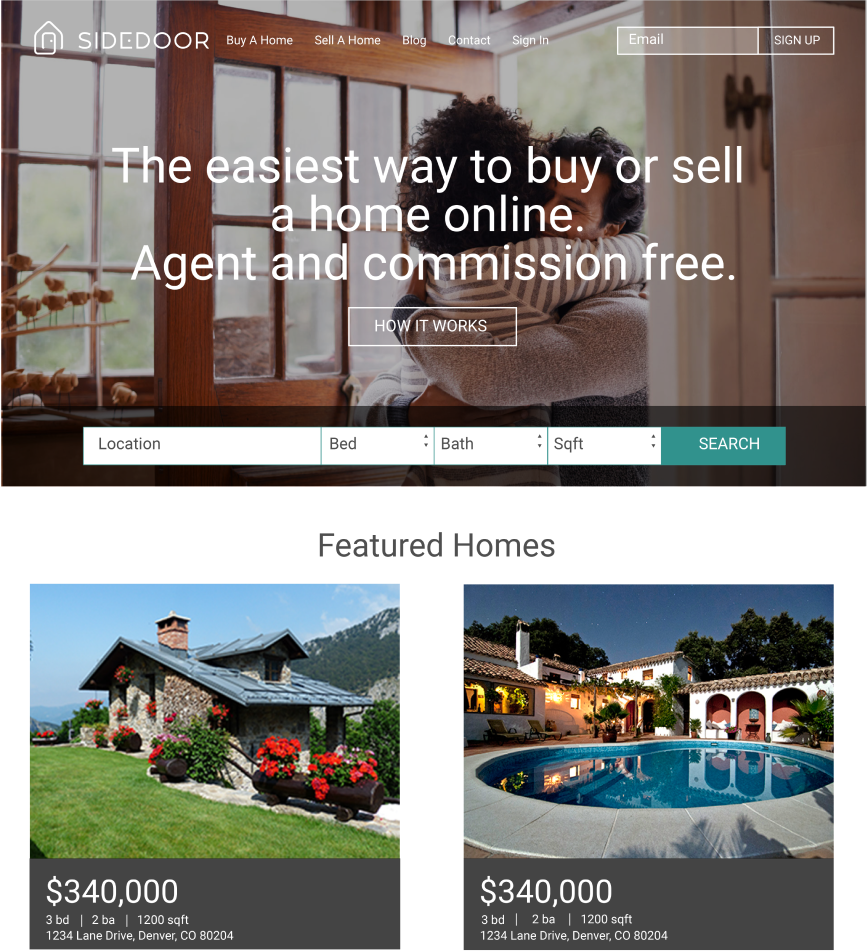 SIDEDOOR Buy A Home Sell A Home Blog Contact Sign In Email SIGN UP
The easiest way to buy or sell
a home online.
Agent and commission free.
HOW IT WORKS
Location Bed Bath Sqft SEARCH
Featured Homes
$340,000
3 bd | 2 ba | 1200 sqft
1234 Lane Drive, Denver, CO 80204
$340,000
3 bd | 2 ba | 1200 sqft
1234 Lane Drive, Denver, CO 80204